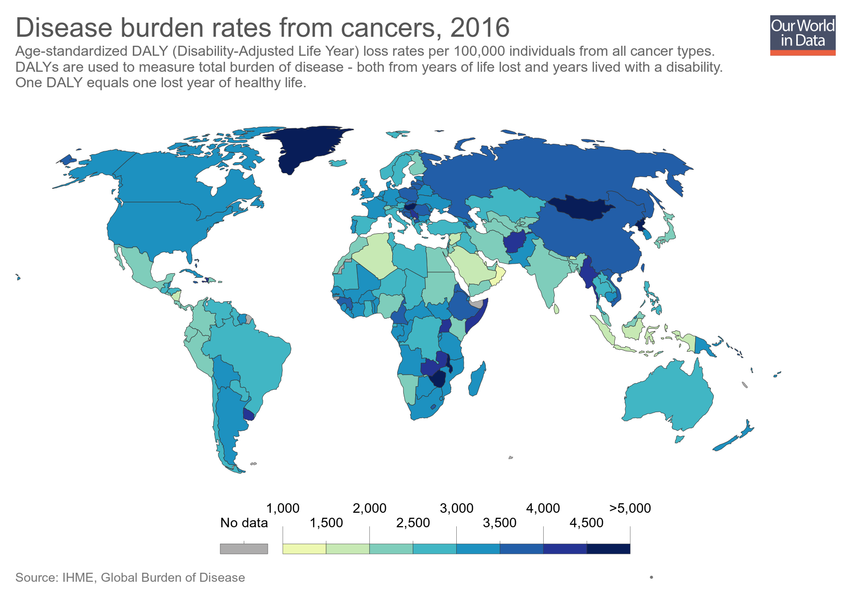 Disease burden rates from cancers, 2016
Our World
in Data
Age-standardized DALY (Disability-Adjusted Life Year) loss rates per 100,000 individuals from all cancer types.
DALYs are used to measure total burden of disease - both from years of life lost and years lived with a disability.
One DALY equals one lost year of healthy life.
1,000 2,000 3,000 4,000 >5,000
No data 1,500 2,500 3,500 4,500
Source: IHME, Global Burden of Disease